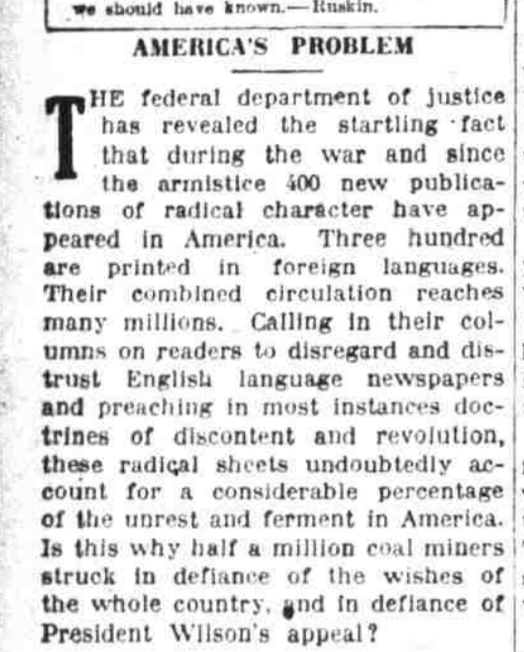 we should have known.—Ruskin.
AMERICA'S PROBLEM
THE federal department of justice
has revealed the startling fact
that during the war and since
the armistice 400 new publica-
tions of radical character have ap-
peared in America. Three hundred
are printed in foreign languages.
Their combined circulation reaches
many millions. Calling in their col-
umns on readers to disregard and dis-
trust English language newspapers
and preaching in most instances doc-
trines of discontent and revolution,
these radical sheets undoubtedly ac-
count for a considerable percentage
of the unrest and ferment in America.
Is this why half a million coal miners
struck in defiance of the wishes of
the whole country, and in defiance of
President Wilson's appeal?